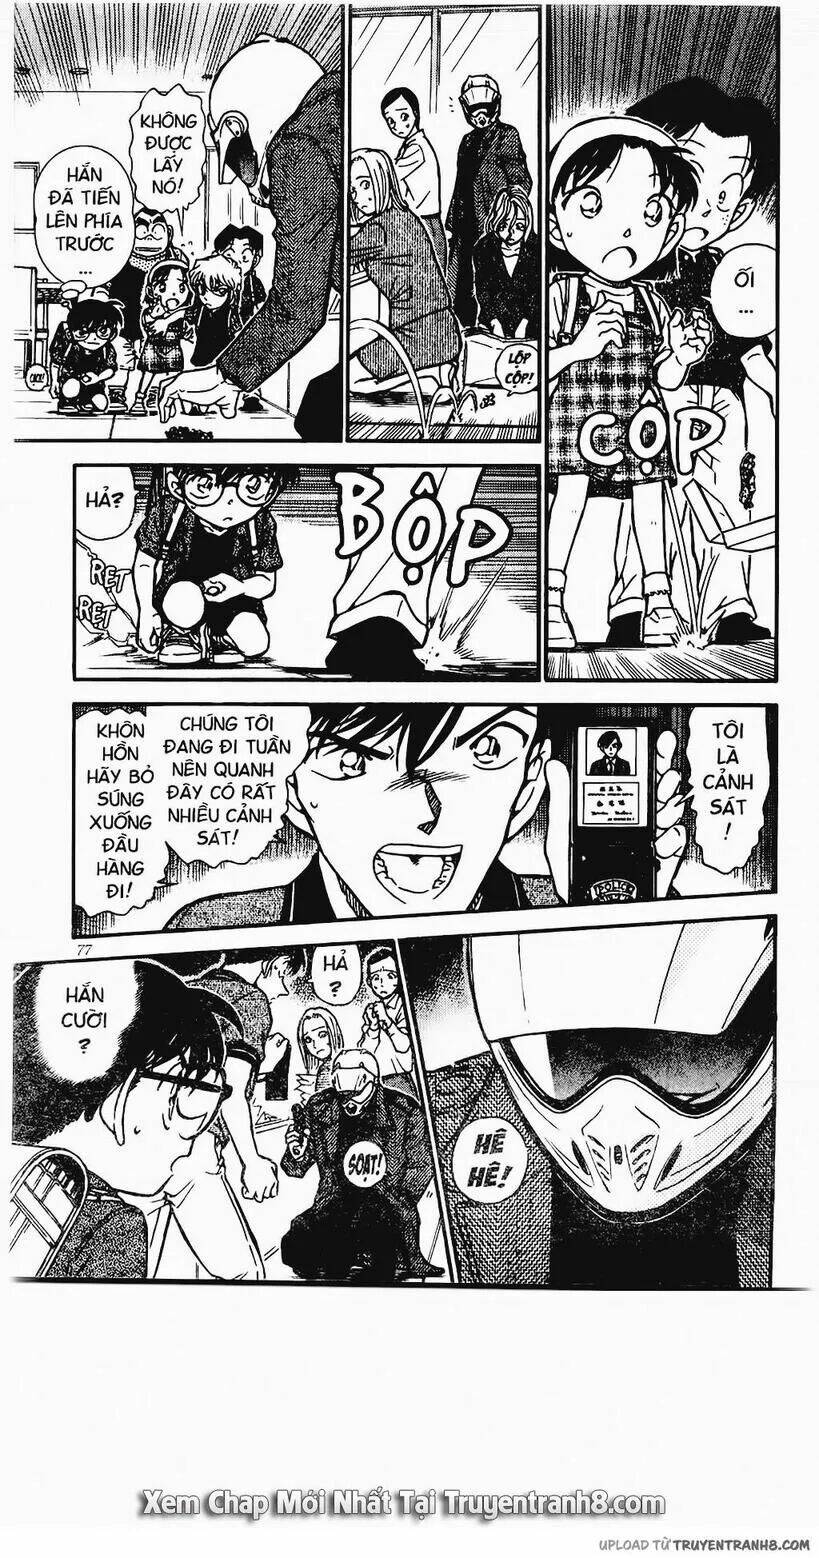 ỐI
...
CỘP
LỘP
CỘP!
KHÔNG
ĐƯỢC
LẤY
NÓ!
HẮN
ĐÃ TIẾN
LÊN PHÍA
TRƯỚC
...
BỘP
HẢ?
RẸT
RẸT
TÔI
LÀ
CẢNH
SÁT
!
POLICE
CHÚNG TÔI
ĐANG ĐI TUẦN
NÊN QUANH
ĐÂY CÓ RẤT
NHIỀU CẢNH
SÁT!
KHÔN
HỒN
HÃY BỎ
SÚNG
XUỐNG
ĐẦU
HÀNG
ĐI!
77
HÊ
HÊ!
HẢ
?
SOẠT!
HẮN
CƯỜI
?
Xem Chap Mới Nhất Tại Truyentranh8.com
UPLOAD TỪ TRUYENTRANH8.COM